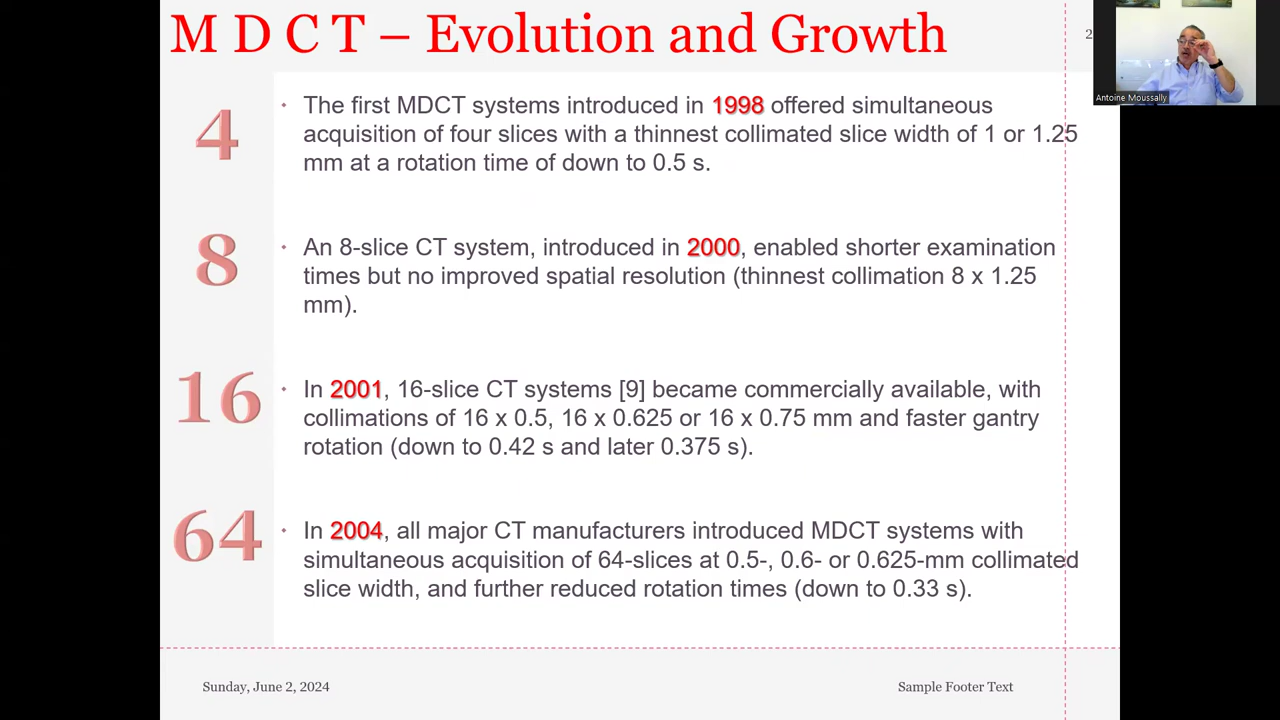 M D C T – Evolution and Growth
2
Antoine Moussally
4
• The first MDCT systems introduced in 1998 offered simultaneous
acquisition of four slices with a thinnest collimated slice width of 1 or 1.25
mm at a rotation time of down to 0.5 s.
8
• An 8-slice CT system, introduced in 2000, enabled shorter examination
times but no improved spatial resolution (thinnest collimation 8 x 1.25
mm).
16
• In 2001, 16-slice CT systems [9] became commercially available, with
collimations of 16 x 0.5, 16 x 0.625 or 16 x 0.75 mm and faster gantry
rotation (down to 0.42 s and later 0.375 s).
64
• In 2004, all major CT manufacturers introduced MDCT systems with
simultaneous acquisition of 64-slices at 0.5-, 0.6- or 0.625-mm collimated
slice width, and further reduced rotation times (down to 0.33 s).
Sunday, June 2, 2024
Sample Footer Text